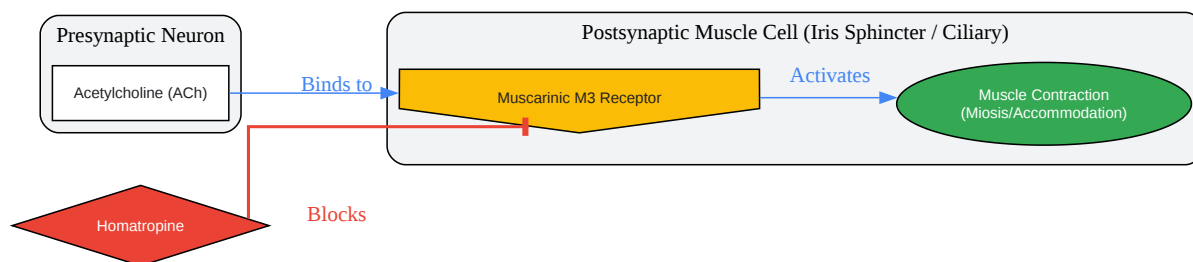 Presynaptic Neuron
Acetylcholine (ACh)
Binds to
Postsynaptic Muscle Cell (Iris Sphincter / Ciliary)
Muscarinic M3 Receptor
Activates
Muscle Contraction
(Miosis/Accommodation)
Homatropine
Blocks